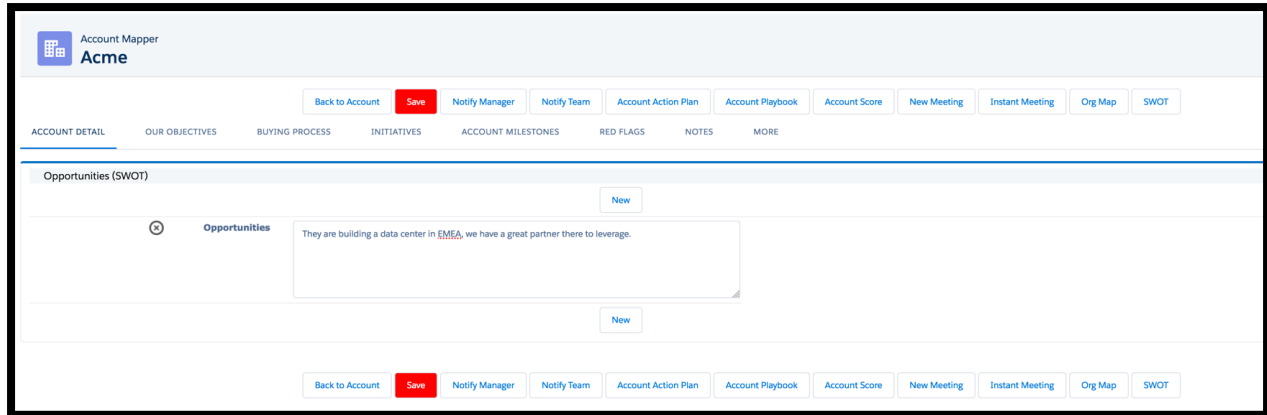 Account Mapper
Acme
Back to Account Save Notify Manager Notify Team Account Action Plan Account Playbook Account Score New Meeting Instant Meeting Org Map SWOT
ACCOUNT DETAIL OUR OBJECTIVES BUYING PROCESS INITIATIVES ACCOUNT MILESTONES RED FLAGS NOTES MORE
Opportunities (SWOT)
New
Opportunities They are building a data center in EMEA, we have a great partner there to leverage.
New
Back to Account Save Notify Manager Notify Team Account Action Plan Account Playbook Account Score New Meeting Instant Meeting Org Map SWOT